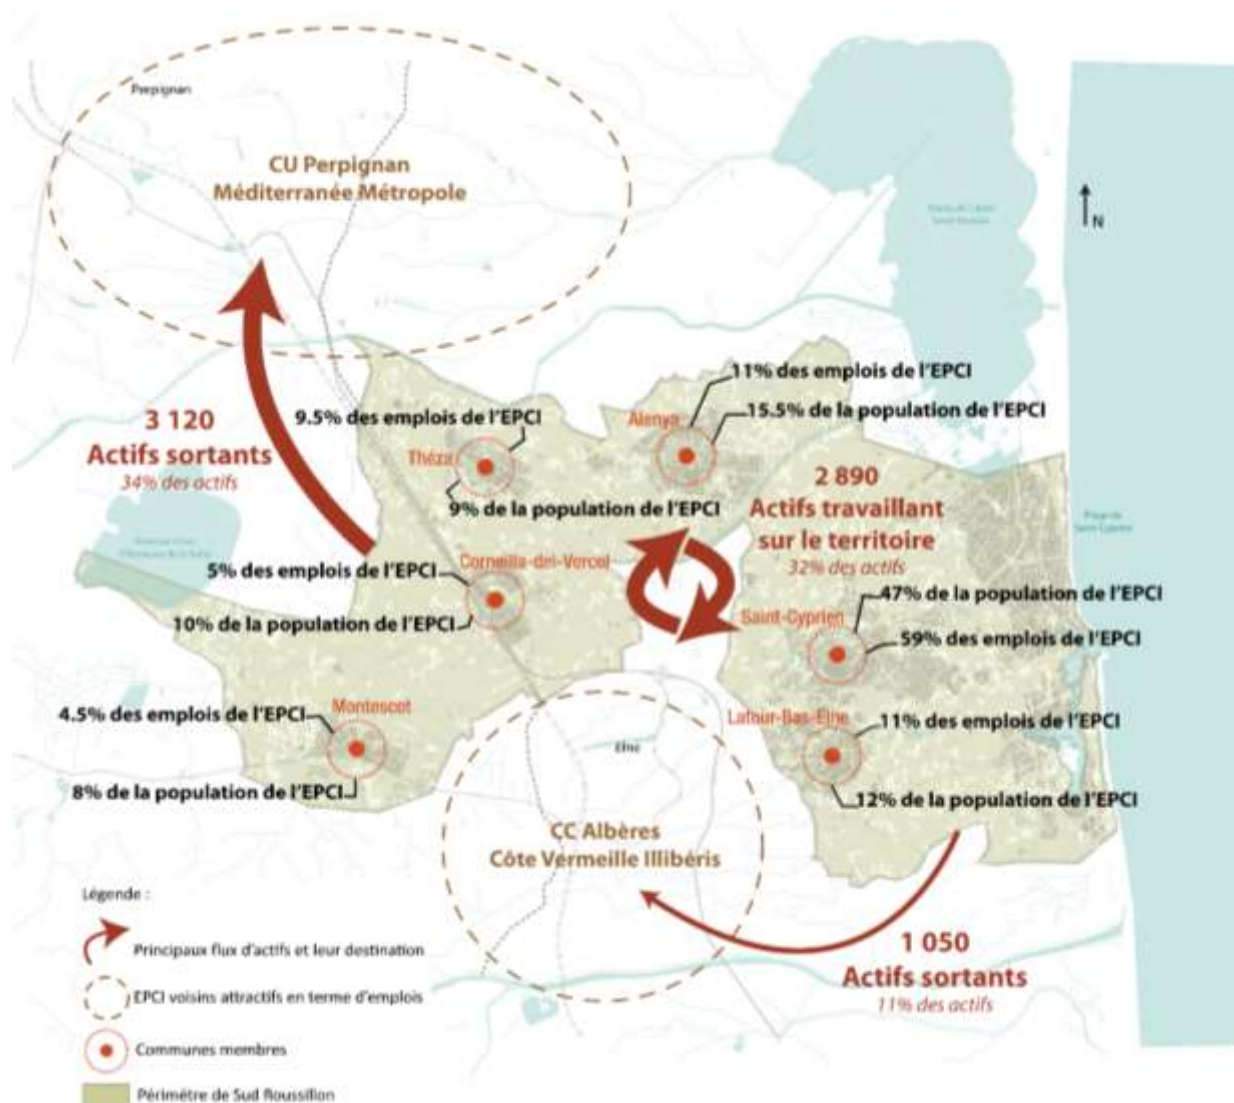 Perpignan
CU Perpignan
Méditerranée Métropole
N
11% des emplois de l'EPCI
15.5% de la population de l'EPCI
Alenya
9.5% des emplois de l'EPCI
Théza
9% de la population de l'EPCI
3 120
Actifs sortants
34% des actifs
2 890
Actifs travaillant
sur le territoire
32% des actifs
Plage de
Saint Cyprien
Corneilla-del-Vercol
5% des emplois de l'EPCI
10% de la population de l'EPCI
47% de la population de l'EPCI
Saint-Cyprien
59% des emplois de l'EPCI
Montescot
4.5% des emplois de l'EPCI
8% de la population de l'EPCI
Latour-Bas-Elne
11% des emplois de l'EPCI
12% de la population de l'EPCI
Elne
CC Albères
Côte Vermeille Illibéris
1 050
Actifs sortants
11% des actifs
Légende :
Principaux flux d'actifs et leur destination
EPCI voisins attractifs en terme d'emplois
Communes membres
Périmètre de Sud Roussillon